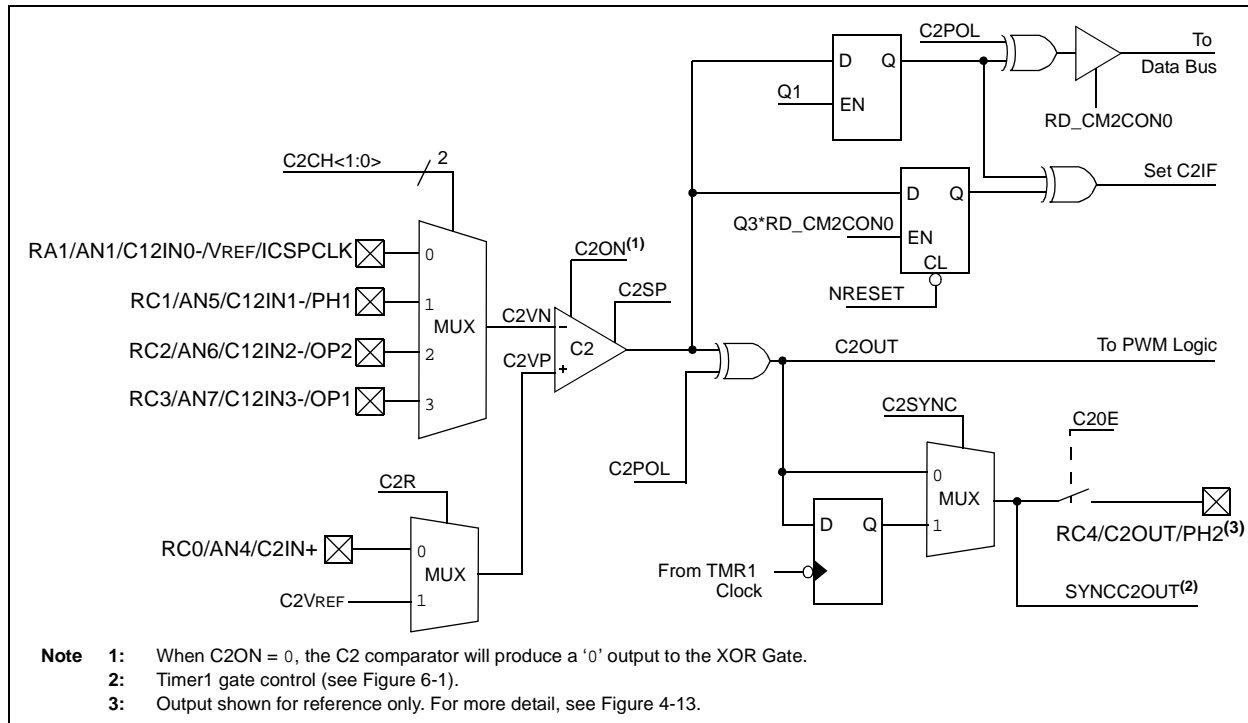 C2POL
To
Data Bus
RD_CM2CON0
D
Q
Q1
EN
C2CH<1:0>
2
D
Q
Set C2IF
Q3*RD_CM2CON0
EN
CL
NRESET
RA1/AN1/C12IN0-/VREF/ICSPCLK
0
RC1/AN5/C12IN1-/PH1
1
RC2/AN6/C12IN2-/OP2
2
RC3/AN7/C12IN3-/OP1
3
MUX
C2ON(1)
C2SP
C2VN
–
C2
C2VP
+
C2OUT
To PWM Logic
C2POL
C2SYNC
C20E
0
MUX
1
D
Q
RC4/C2OUT/PH2(3)
From TMR1
Clock
SYNCC2OUT(2)
C2R
RC0/AN4/C2IN+
0
MUX
C2VREF
1
Note 1: When C2ON = 0, the C2 comparator will produce a ‘0’ output to the XOR Gate.
2: Timer1 gate control (see Figure 6-1).
3: Output shown for reference only. For more detail, see Figure 4-13.